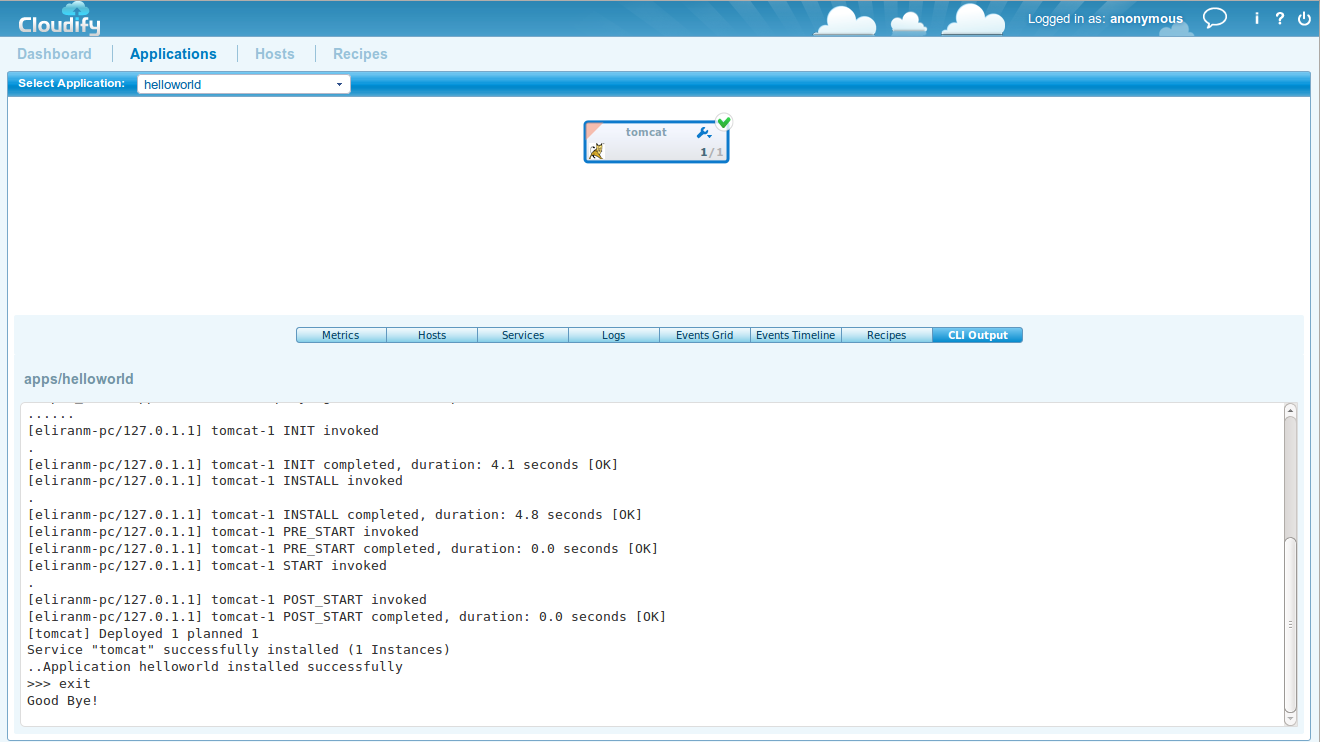 Cloudify
Logged in as: anonymous i ?
Dashboard Applications Hosts Recipes
Select Application: helloworld
tomcat
1/1
Metrics Hosts Services Logs Events Grid Events Timeline Recipes CLI Output
apps/helloworld
......
[eliranm-pc/127.0.1.1] tomcat-1 INIT invoked
.
[eliranm-pc/127.0.1.1] tomcat-1 INIT completed, duration: 4.1 seconds [OK]
[eliranm-pc/127.0.1.1] tomcat-1 INSTALL invoked
.
[eliranm-pc/127.0.1.1] tomcat-1 INSTALL completed, duration: 4.8 seconds [OK]
[eliranm-pc/127.0.1.1] tomcat-1 PRE_START invoked
[eliranm-pc/127.0.1.1] tomcat-1 PRE_START completed, duration: 0.0 seconds [OK]
[eliranm-pc/127.0.1.1] tomcat-1 START invoked
.
[eliranm-pc/127.0.1.1] tomcat-1 POST_START invoked
[eliranm-pc/127.0.1.1] tomcat-1 POST_START completed, duration: 0.0 seconds [OK]
[tomcat] Deployed 1 planned 1
Service "tomcat" successfully installed (1 Instances)
..Application helloworld installed successfully
>>> exit
Good Bye!